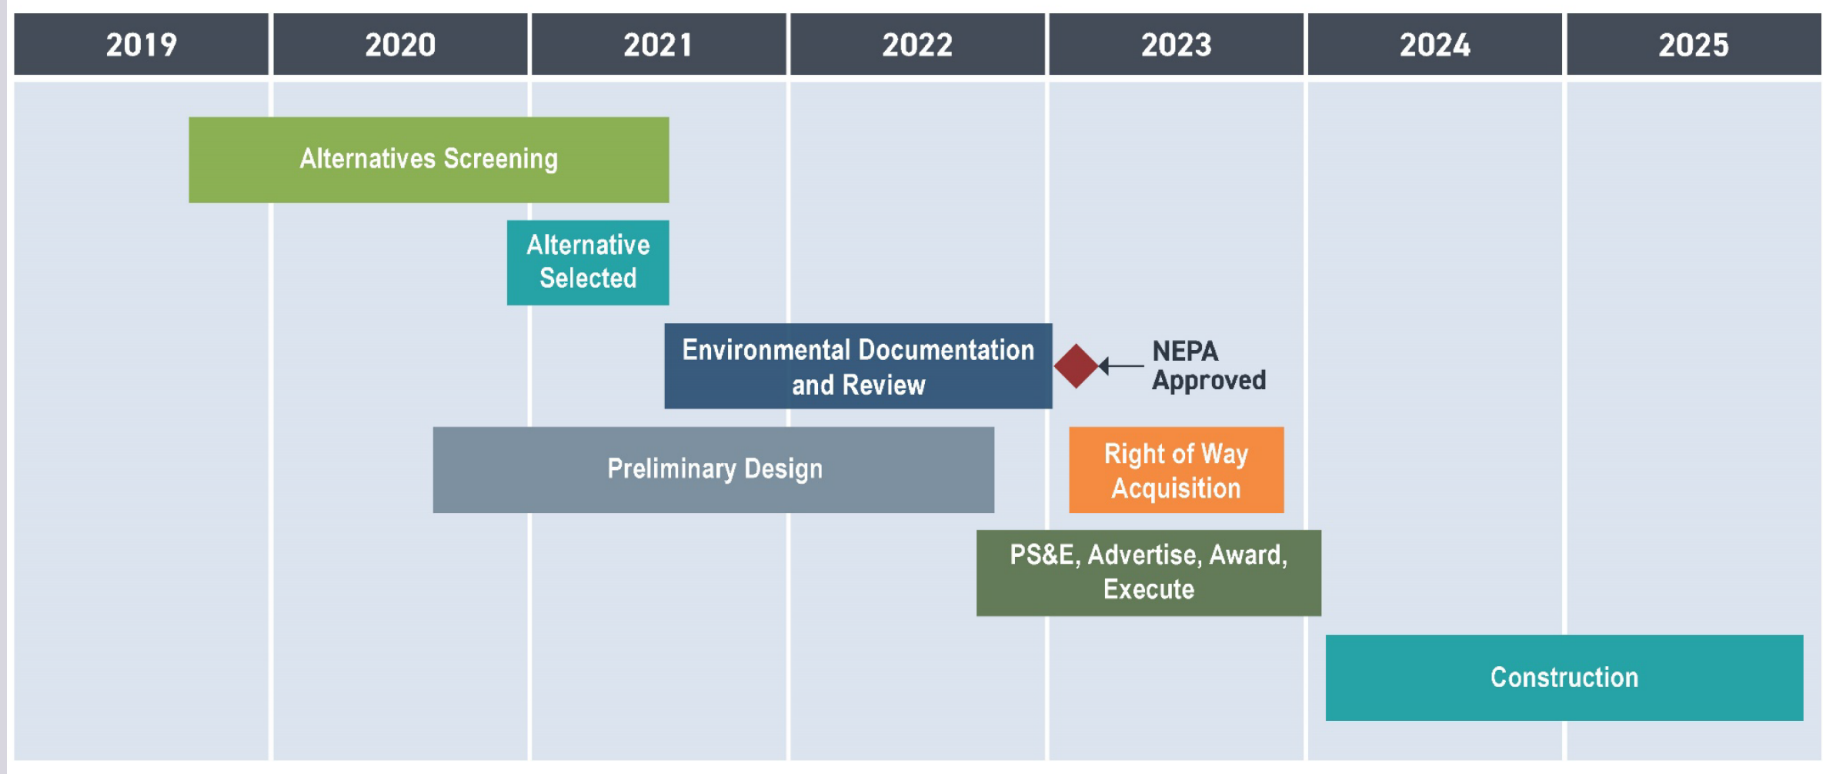 2019 2020 2021 2022 2023 2024 2025
Alternatives Screening
Alternative
Selected
Environmental Documentation
and Review
NEPA
Approved
Preliminary Design
Right of Way
Acquisition
PS&E, Advertise, Award,
Execute
Construction